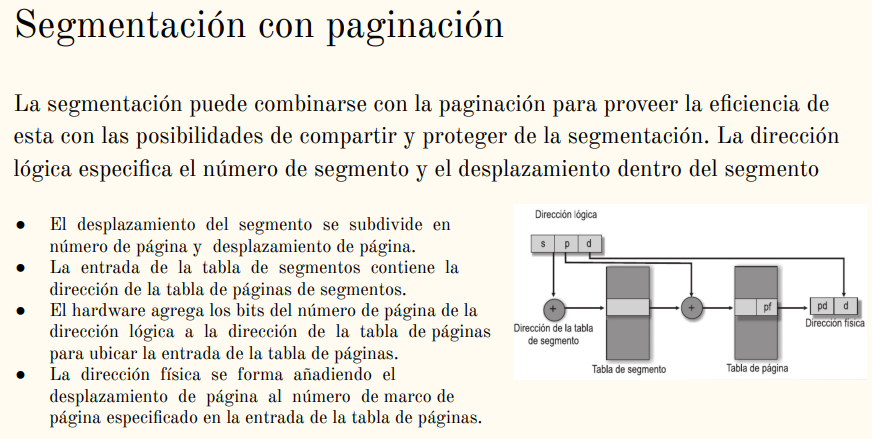 Segmentación con paginación
La segmentación puede combinarse con la paginación para proveer la eficiencia de
esta con las posibilidades de compartir y proteger de la segmentación. La dirección
lógica especifica el número de segmento y el desplazamiento dentro del segmento
● El desplazamiento del segmento se subdivide en
número de página y desplazamiento de página.
● La entrada de la tabla de segmentos contiene la
dirección de la tabla de páginas de segmentos.
● El hardware agrega los bits del número de página de la
dirección lógica a la dirección de la tabla de páginas
para ubicar la entrada de la tabla de páginas.
● La dirección física se forma añadiendo el
desplazamiento de página al número de marco de
página especificado en la entrada de la tabla de páginas.
Dirección lógica
s p d
+ + pf pd d
Dirección física
Dirección de la tabla
de segmento
Tabla de segmento Tabla de página